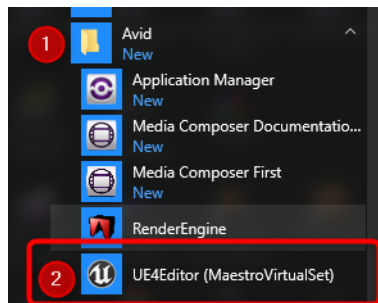 1
Avid
New
Application Manager
New
Media Composer Documentatio...
New
Media Composer First
New
RenderEngine
2
UE4Editor (MaestroVirtualSet)